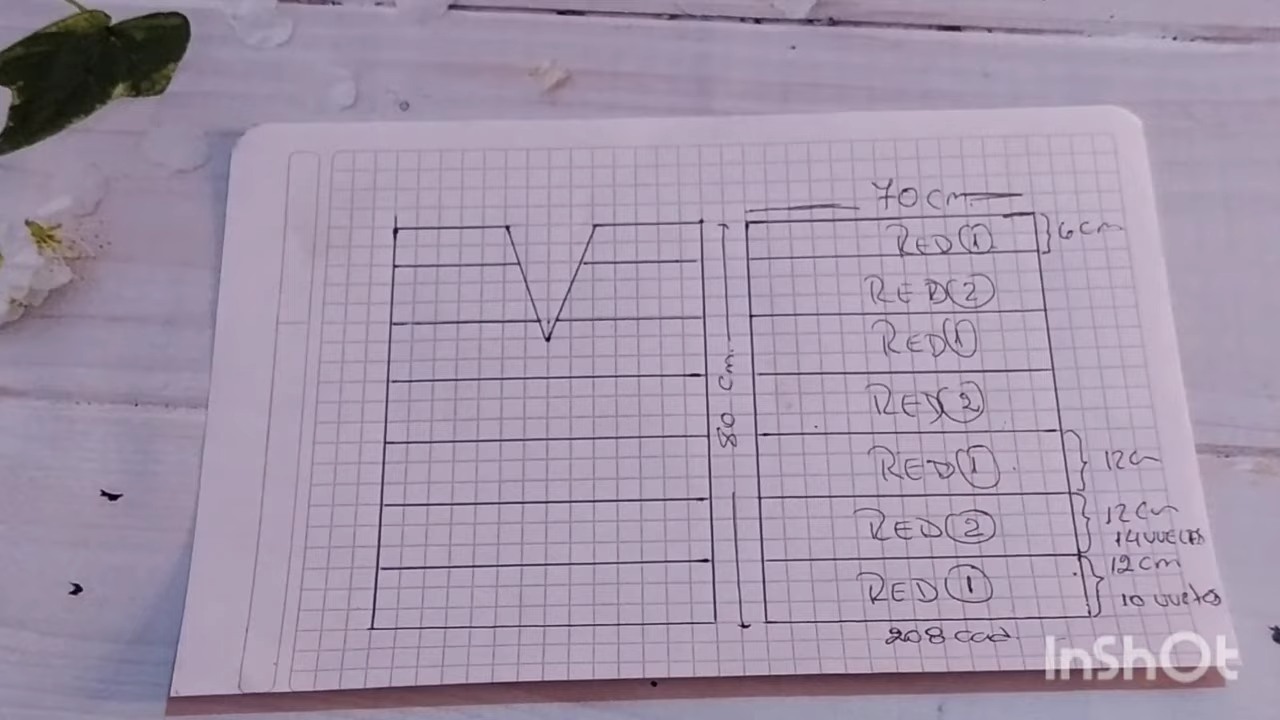 70 cm
RED ① } 6 cm
RED ②
RED ①
80 cm
RED ②
RED ① } 12 cm
RED ② } 12 cm
14 vueltas
RED ① } 12 cm
10 vueltas
208 cad
InShOt